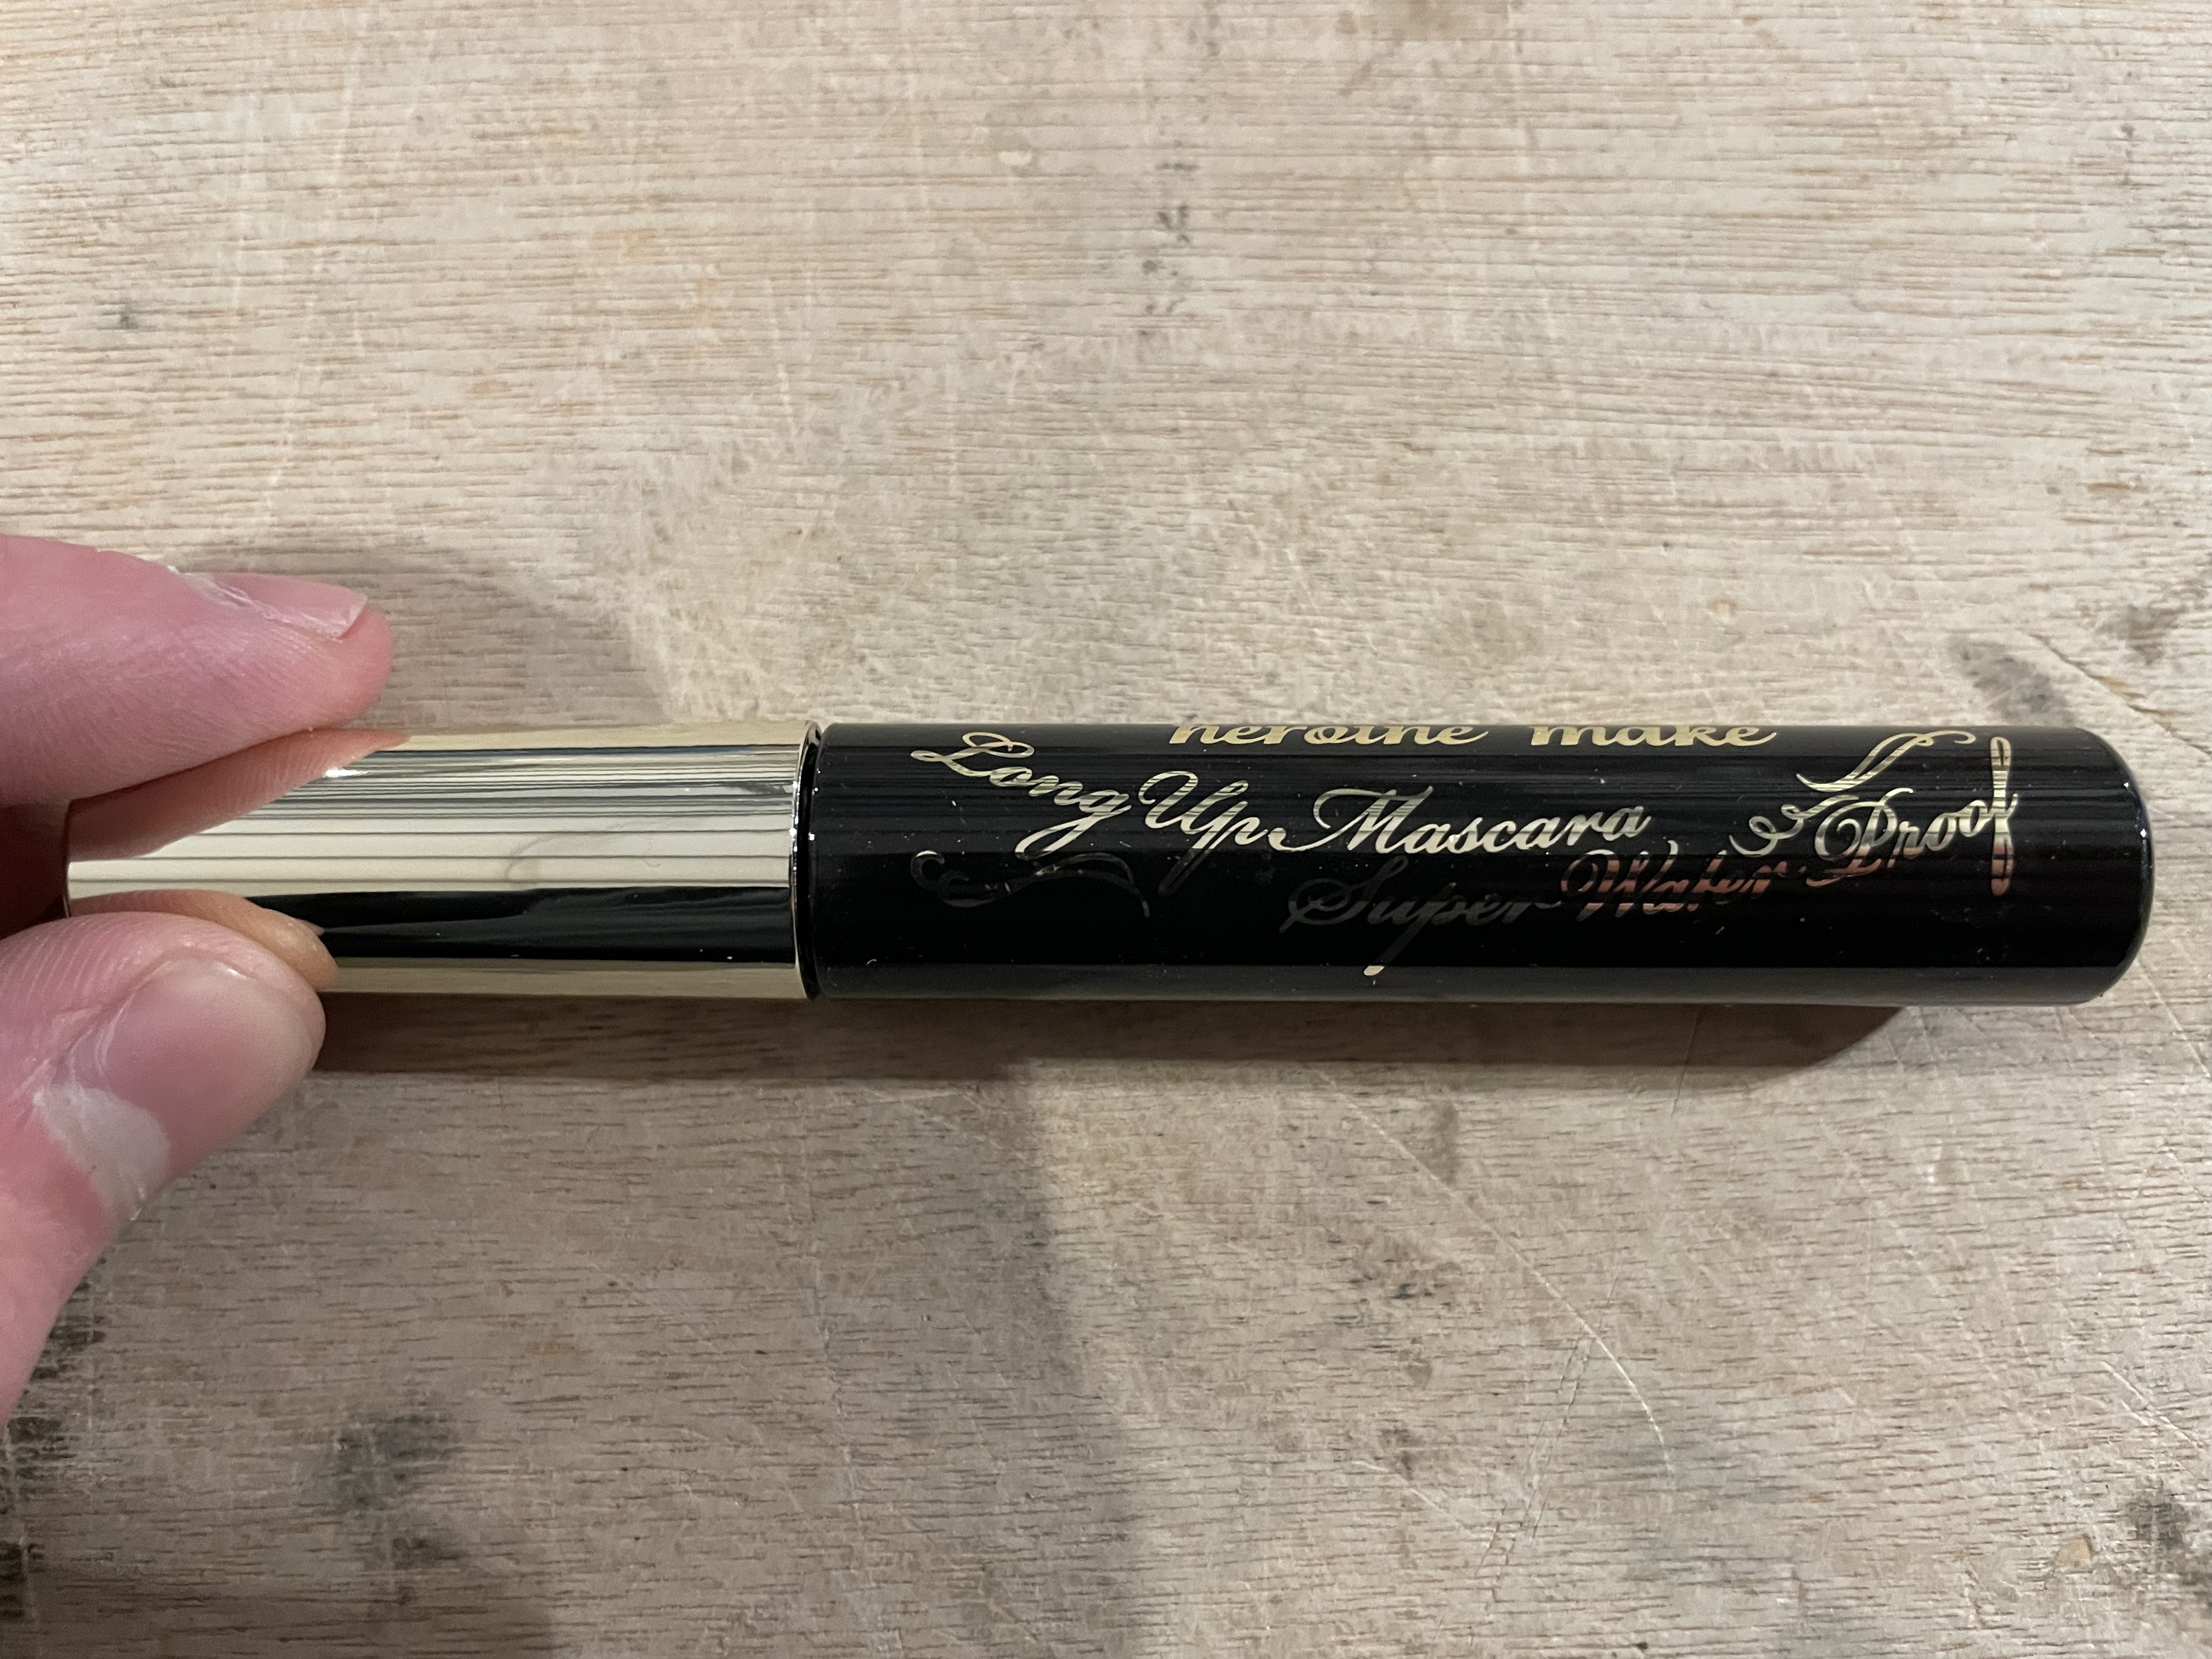 heroine make
Long Up Mascara
Super Water Proof